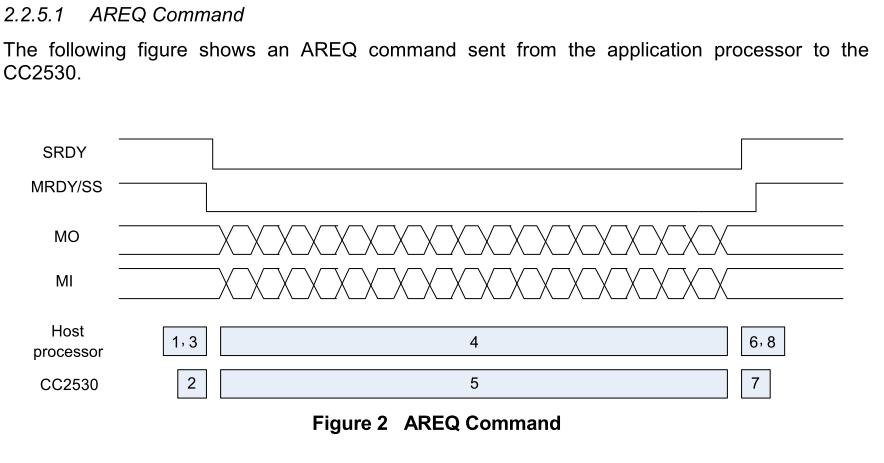 2.2.5.1 AREQ Command
The following figure shows an AREQ command sent from the application processor to the
CC2530.
SRDY
MRDY/SS
MO
MI
Host
processor
1, 3
4
6, 8
CC2530
2
5
7
Figure 2 AREQ Command